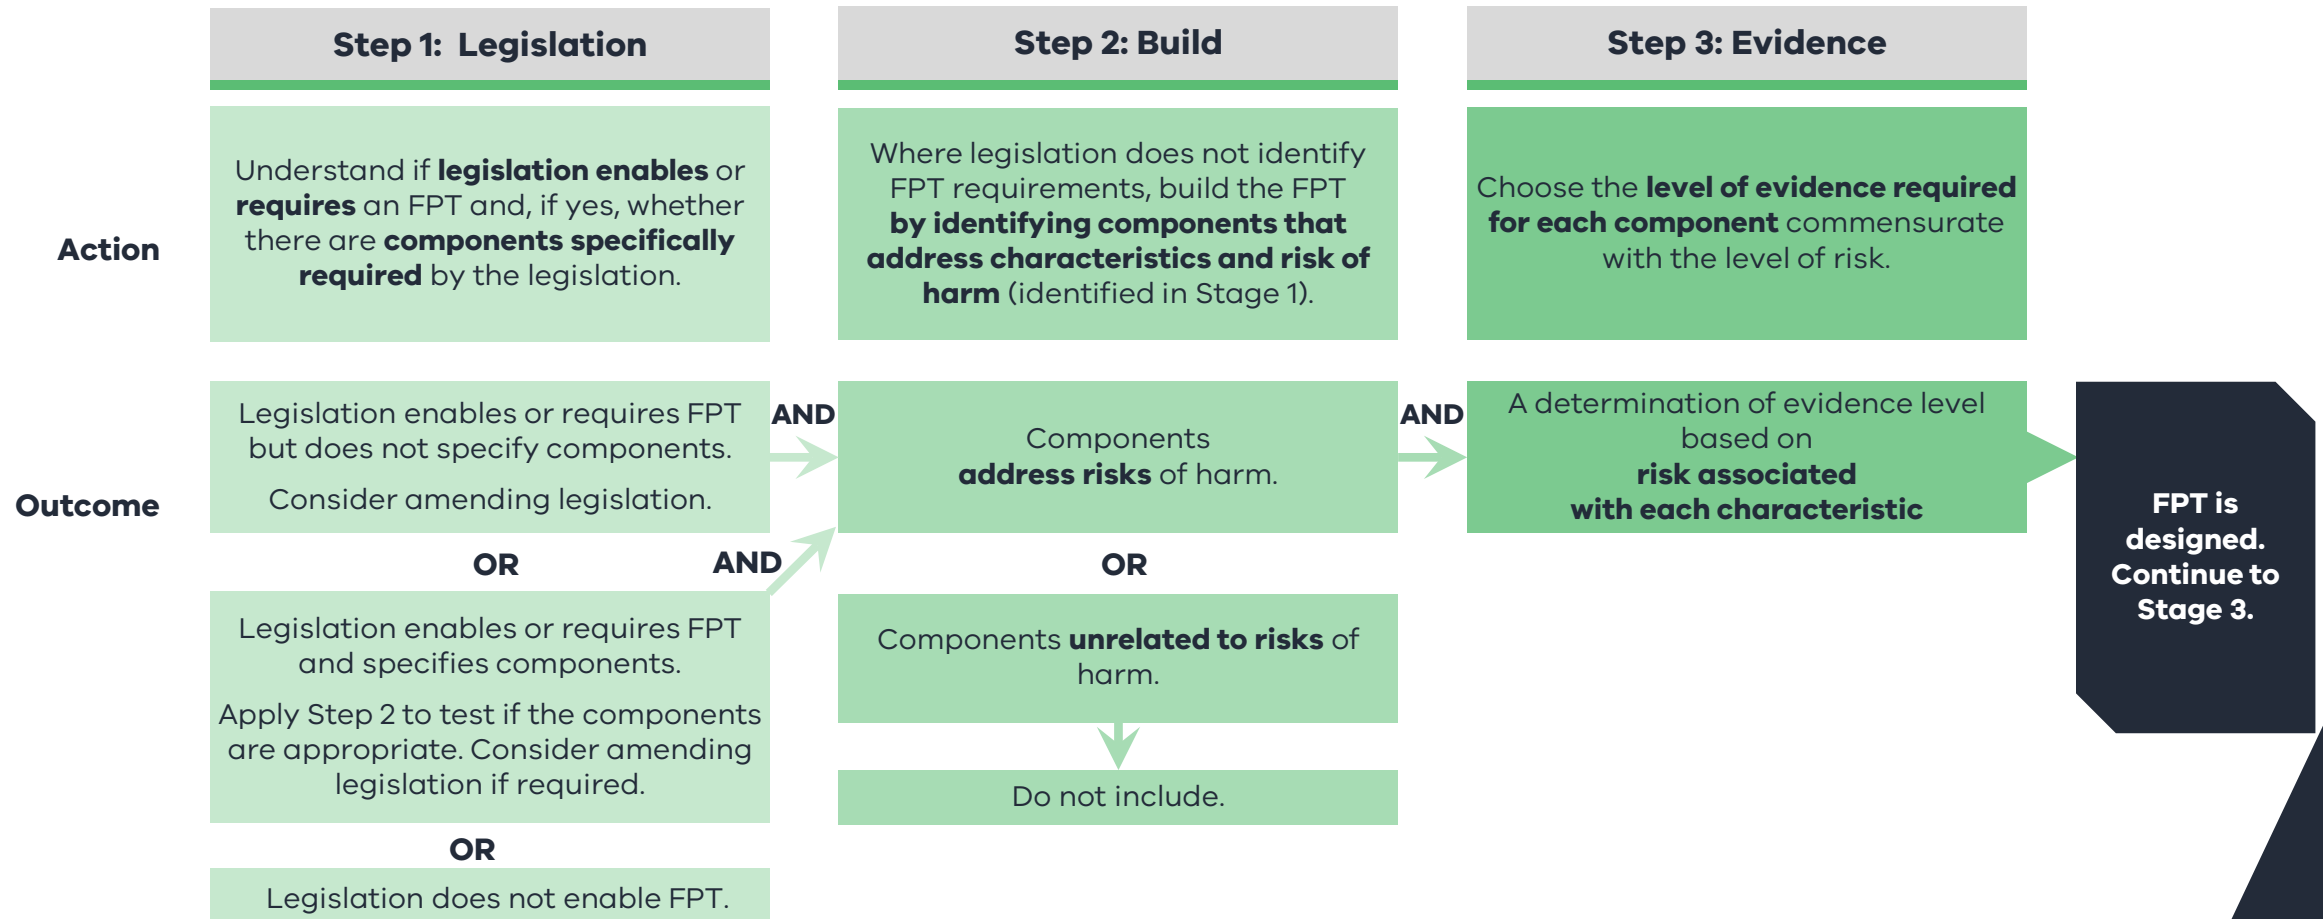 Step 1: Legislation
Step 2: Build
Step 3: Evidence
Action
Understand if legislation enables or
requires an FPT and, if yes, whether
there are components specifically
required by the legislation.
Where legislation does not identify
FPT requirements, build the FPT
by identifying components that
address characteristics and risk of
harm (identified in Stage 1).
Choose the level of evidence required
for each component commensurate
with the level of risk.
Outcome
Legislation enables or requires FPT
but does not specify components.
Consider amending legislation.
AND
Components
address risks of harm.
AND
A determination of evidence level
based on
risk associated
with each characteristic
FPT is
designed.
Continue to
Stage 3.
OR
AND
OR
Legislation enables or requires FPT
and specifies components.
Apply Step 2 to test if the components
are appropriate. Consider amending
legislation if required.
Components unrelated to risks of
harm.
Do not include.
OR
Legislation does not enable FPT.